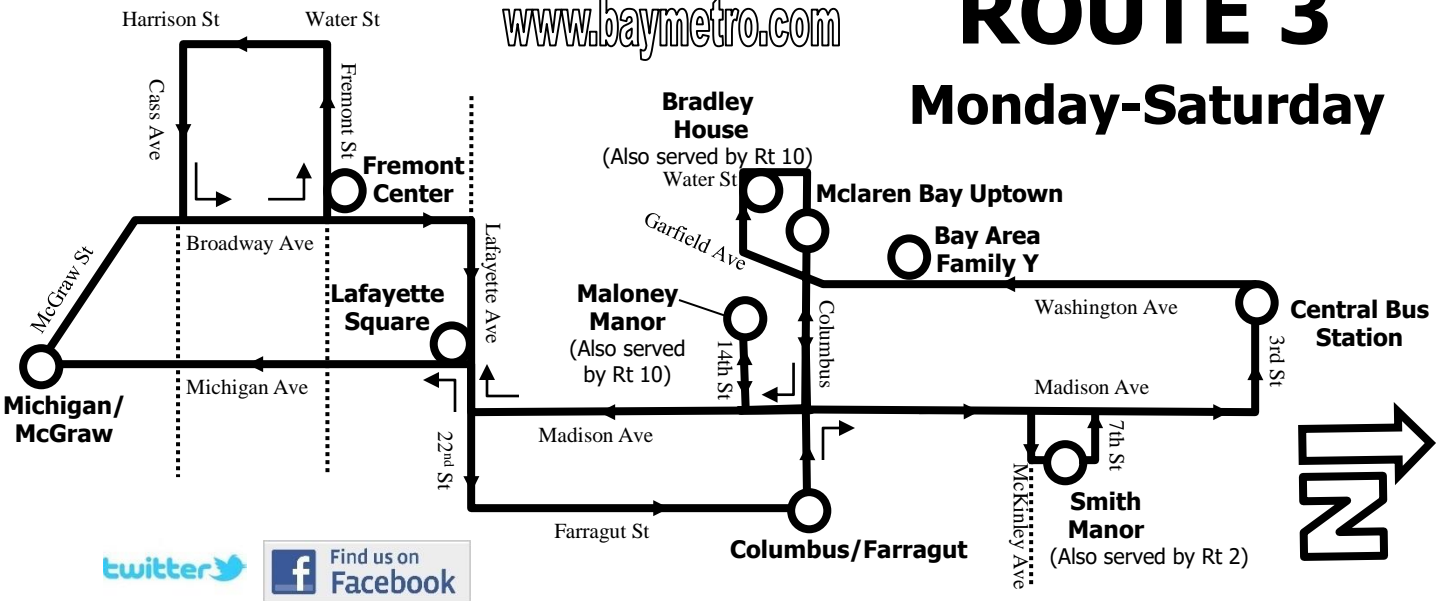 Harrison St
Water St
www.baymetro.com
ROUTE 3
Monday-Saturday
Cass Ave
Fremont St
Fremont
Center
Bradley
House
(Also served by Rt 10)
Water St
Mclaren Bay Uptown
Garfield Ave
Bay Area
Family Y
Broadway Ave
Lafayette Ave
McGraw St
Lafayette
Square
Maloney
Manor
(Also served
by Rt 10)
14th St
Columbus
Washington Ave
Central Bus
Station
3rd St
Michigan Ave
Michigan/
McGraw
Madison Ave
Madison Ave
22nd St
7th St
McKinley Ave
Smith
Manor
(Also served by Rt 2)
Farragut St
Columbus/Farragut
N
twitter
Find us on
Facebook
f